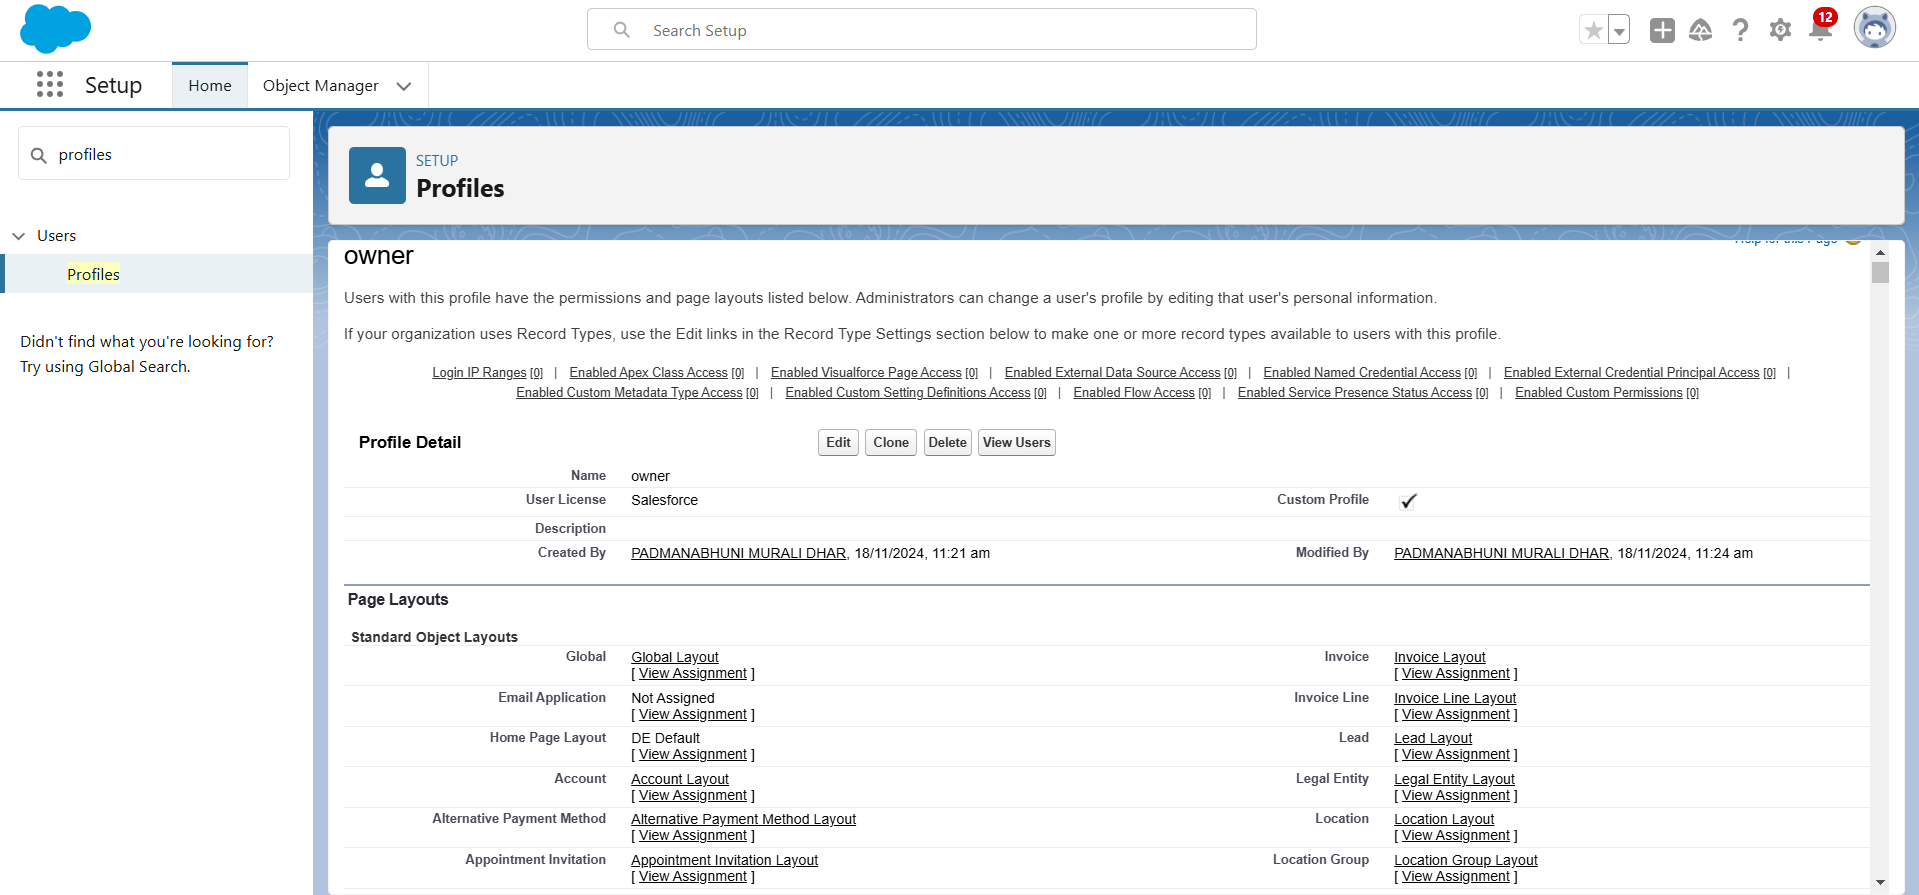 Search Setup
12
Setup
Home
Object Manager
profiles
Users
Profiles
Didn't find what you're looking for?
Try using Global Search.
SETUP
Profiles
Help for this Page
owner
Users with this profile have the permissions and page layouts listed below. Administrators can change a user's profile by editing that user's personal information.
If your organization uses Record Types, use the Edit links in the Record Type Settings section below to make one or more record types available to users with this profile.
Login IP Ranges [0] | Enabled Apex Class Access [0] | Enabled Visualforce Page Access [0] | Enabled External Data Source Access [0] | Enabled Named Credential Access [0] | Enabled External Credential Principal Access [0] |
Enabled Custom Metadata Type Access [0] | Enabled Custom Setting Definitions Access [0] | Enabled Flow Access [0] | Enabled Service Presence Status Access [0] | Enabled Custom Permissions [0]
Profile Detail Edit Clone Delete View Users
Name owner
User License Salesforce Custom Profile
Description
Created By PADMANABHUNI MURALI DHAR, 18/11/2024, 11:21 am Modified By PADMANABHUNI MURALI DHAR, 18/11/2024, 11:24 am
Page Layouts
Standard Object Layouts
Global Global Layout Invoice Invoice Layout
[ View Assignment ] [ View Assignment ]
Email Application Not Assigned Invoice Line Invoice Line Layout
[ View Assignment ] [ View Assignment ]
Home Page Layout DE Default Lead Lead Layout
[ View Assignment ] [ View Assignment ]
Account Account Layout Legal Entity Legal Entity Layout
[ View Assignment ] [ View Assignment ]
Alternative Payment Method Alternative Payment Method Layout Location Location Layout
[ View Assignment ] [ View Assignment ]
Appointment Invitation Appointment Invitation Layout Location Group Location Group Layout
[ View Assignment ] [ View Assignment ]